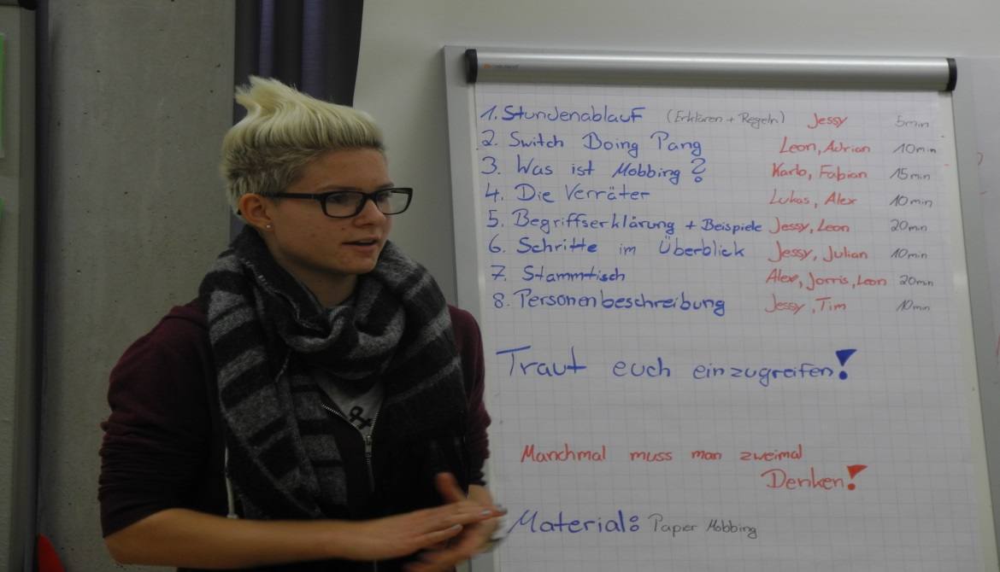 1. Stundenablauf (Erklären + Regeln) Jessy 5min
2. Switch Boing Pang Leon, Adrian 10min
3. Was ist Mobbing? Karlo, Fabian 15min
4. Die Verräter Lukas, Alex 10min
5. Begriffserklärung + Beispiele Jessy, Leon 20min
6. Schritte im Überblick Jessy, Julian 10min
7. Stammtisch Alex, Jorris, Leon 20min
8. Personenbeschreibung Jessy, Tim 10min
Traut euch einzugreifen!
Manchmal muss man zweimal
Denken!
Material: Papier Mobbing